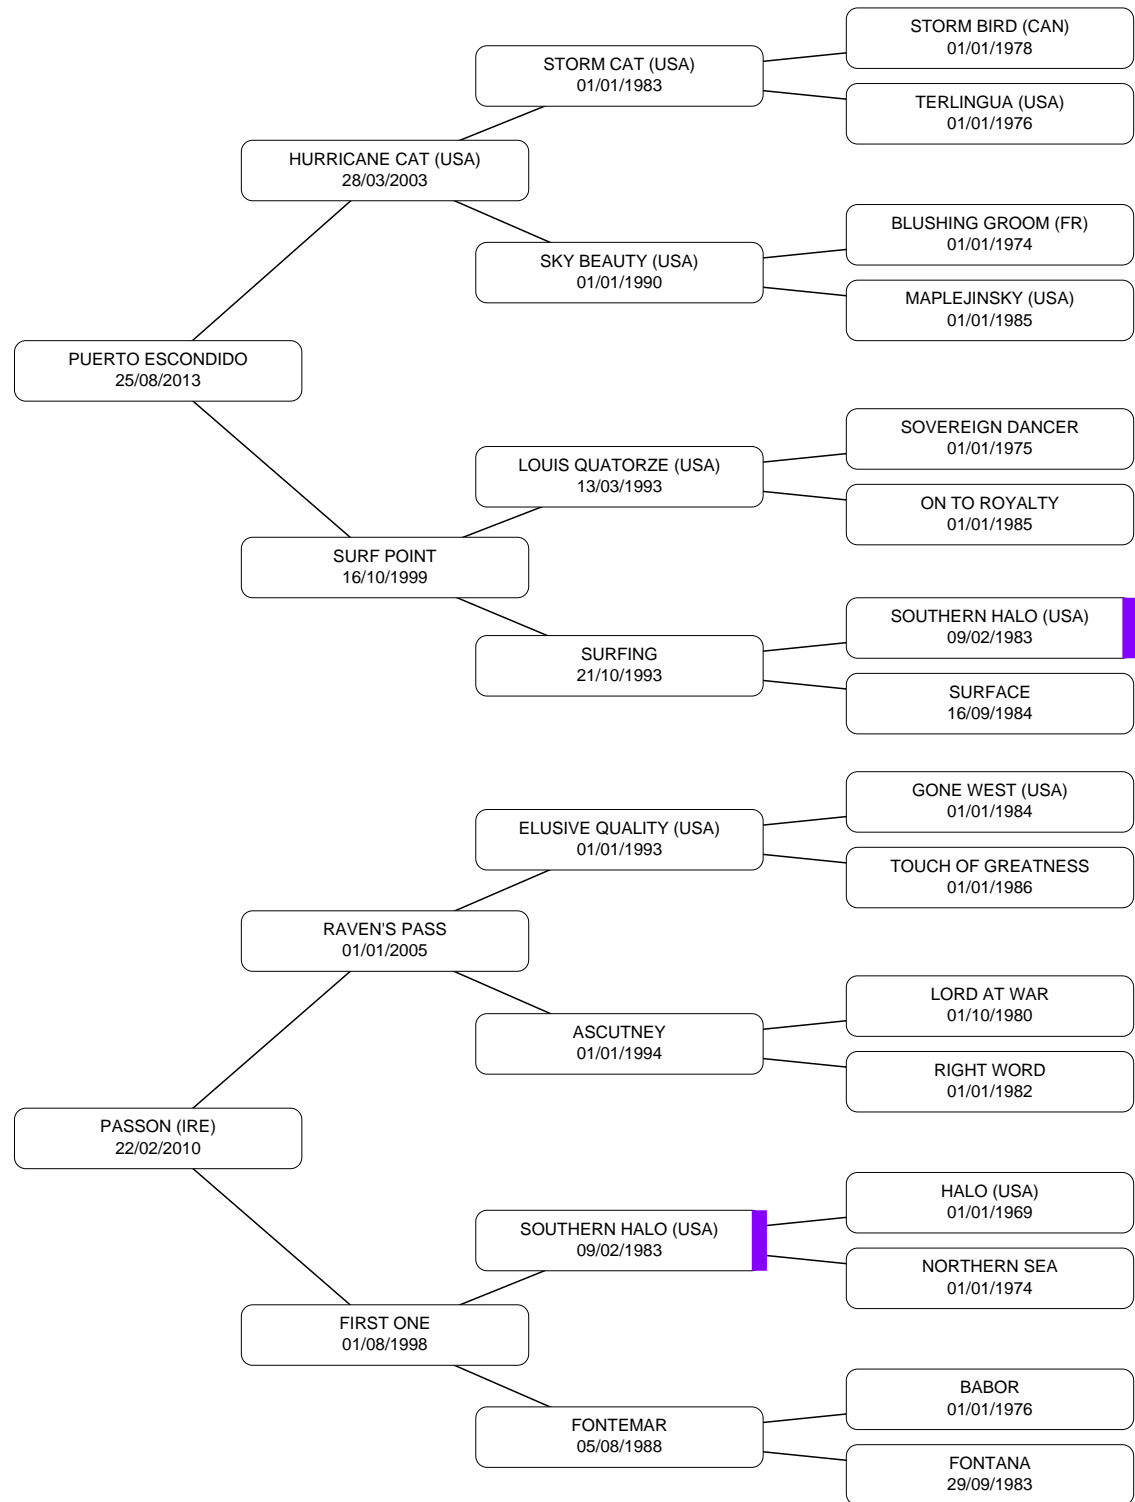 STORM BIRD (CAN)
01/01/1978
STORM CAT (USA)
01/01/1983
TERLINGUA (USA)
01/01/1976
HURRICANE CAT (USA)
28/03/2003
BLUSHING GROOM (FR)
01/01/1974
SKY BEAUTY (USA)
01/01/1990
MAPLEJINSKY (USA)
01/01/1985
PUERTO ESCONDIDO
25/08/2013
SOVEREIGN DANCER
01/01/1975
LOUIS QUATORZE (USA)
13/03/1993
ON TO ROYALTY
01/01/1985
SURF POINT
16/10/1999
SOUTHERN HALO (USA)
09/02/1983
SURFING
21/10/1993
SURFACE
16/09/1984
GONE WEST (USA)
01/01/1984
ELUSIVE QUALITY (USA)
01/01/1993
TOUCH OF GREATNESS
01/01/1986
RAVEN'S PASS
01/01/2005
LORD AT WAR
01/10/1980
ASCUTNEY
01/01/1994
RIGHT WORD
01/01/1982
PASSON (IRE)
22/02/2010
HALO (USA)
01/01/1969
SOUTHERN HALO (USA)
09/02/1983
NORTHERN SEA
01/01/1974
FIRST ONE
01/08/1998
BABOR
01/01/1976
FONTEMAR
05/08/1988
FONTANA
29/09/1983